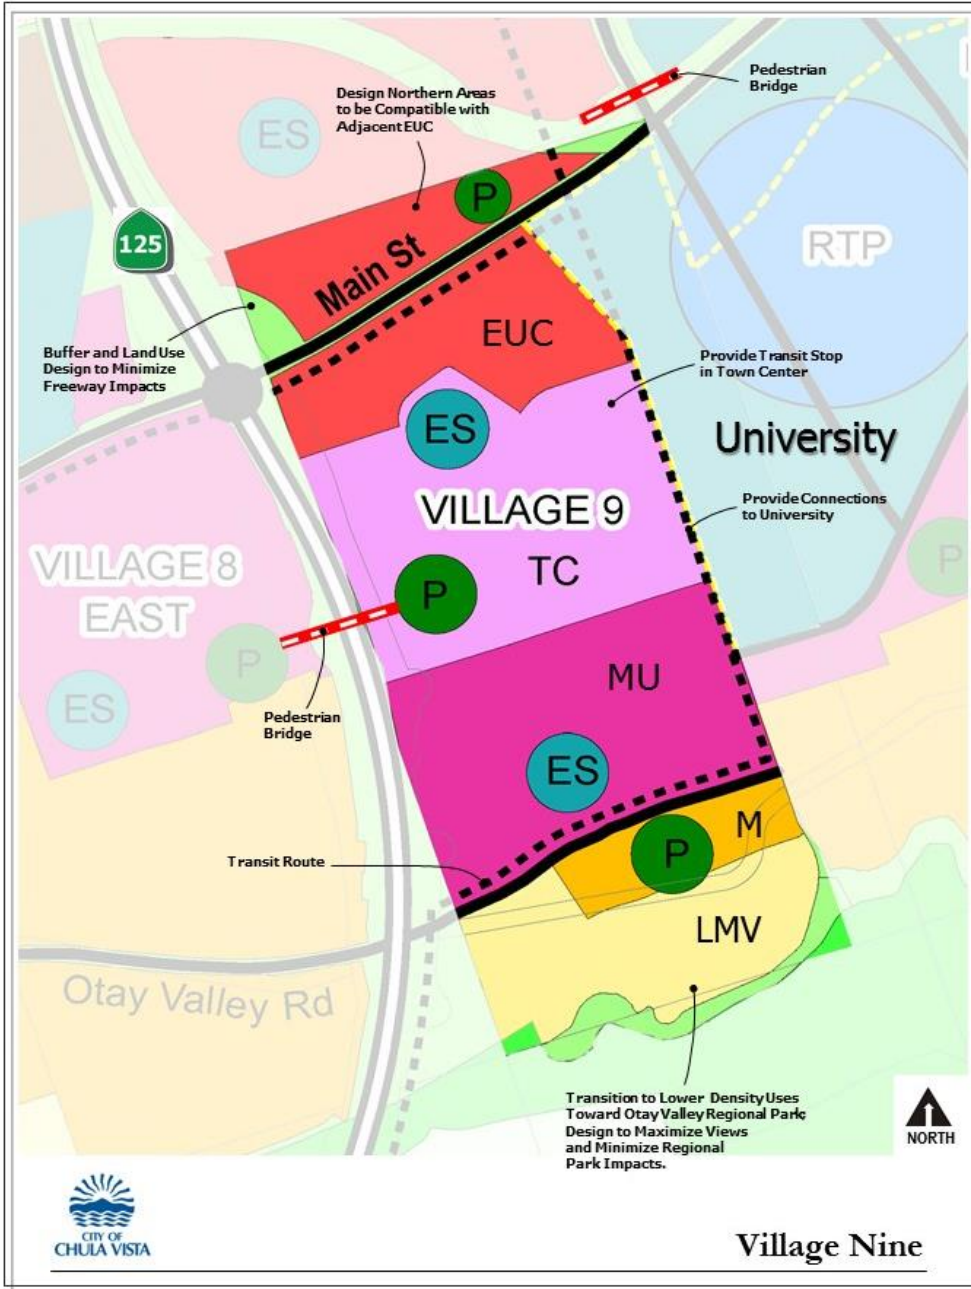 Pedestrian
Bridge
Design Northern Areas
to be Compatible with
Adjacent EUC
ES
P
125
Main St
RTP
EUC
Buffer and Land Use
Design to Minimize
Freeway Impacts
Provide Transit Stop
in Town Center
ES
University
VILLAGE 9
Provide Connections
to University
VILLAGE 8
EAST
TC
P
P
P
MU
ES
Pedestrian
Bridge
ES
M
P
Transit Route
LMV
Otay Valley Rd
Transition to Lower Density Uses
Toward Otay Valley Regional Park;
Design to Maximize Views
and Minimize Regional
Park Impacts.
NORTH
CITY OF
CHULA VISTA
Village Nine